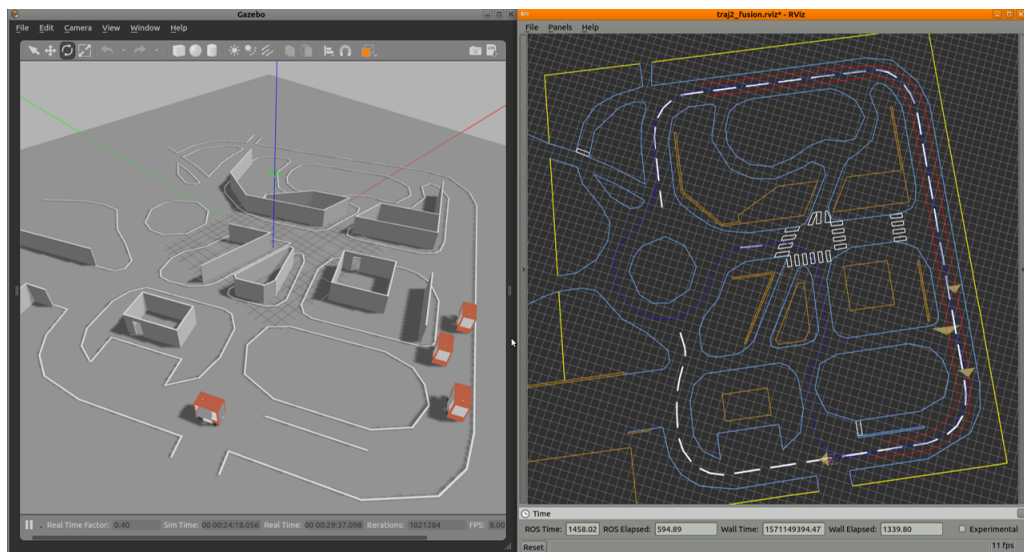 Gazebo
File Edit Camera View Window Help
Real Time Factor: 0.40 Sim Time: 00 00:24:18.056 Real Time: 00 00:29:37.098 Iterations: 1021284 FPS: 8.00
traj2_fusion.rviz* - RViz
File Panels Help
Time
ROS Time: 1458.02 ROS Elapsed: 594.89 Wall Time: 1571149394.47 Wall Elapsed: 1339.80 Experimental
Reset 11 fps